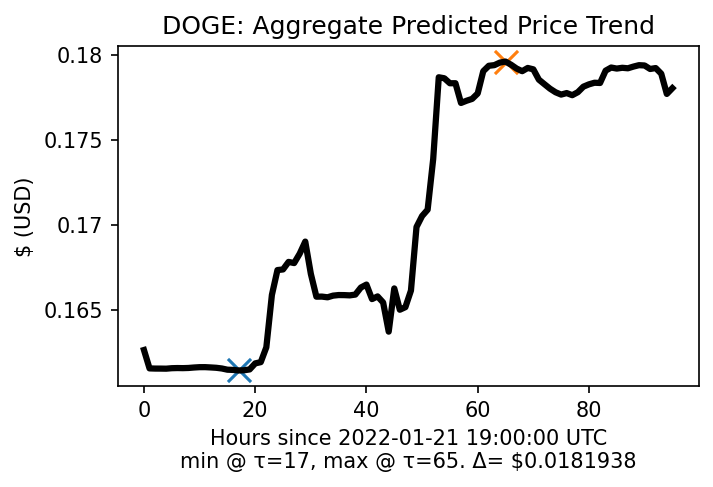 DOGE: Aggregate Predicted Price Trend
0.18
0.175
0.17
0.165
$ (USD)
0 20 40 60 80
Hours since 2022-01-21 19:00:00 UTC
min @ τ=17, max @ τ=65. Δ= $0.0181938